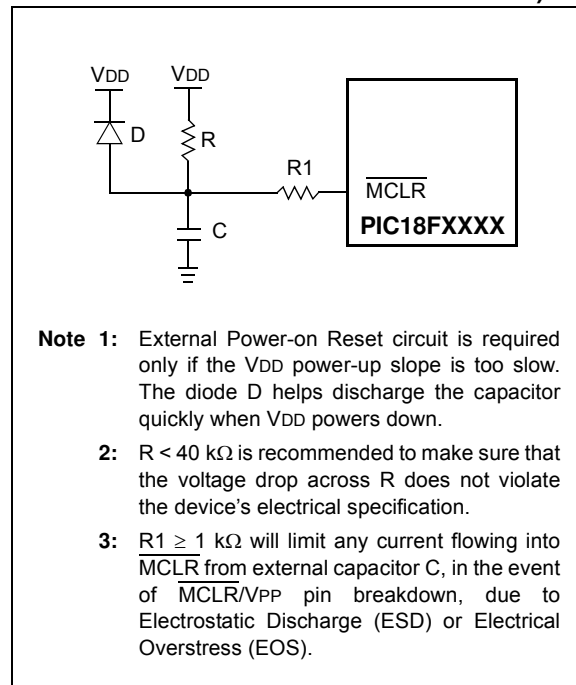 VDD VDD
D
R
R1
MCLR
PIC18FXXXX
C
Note 1: External Power-on Reset circuit is required
only if the VDD power-up slope is too slow.
The diode D helps discharge the capacitor
quickly when VDD powers down.
2: R < 40 kΩ is recommended to make sure that
the voltage drop across R does not violate
the device's electrical specification.
3: R1 ≥ 1 kΩ will limit any current flowing into
MCLR from external capacitor C, in the event
of MCLR/VPP pin breakdown, due to
Electrostatic Discharge (ESD) or Electrical
Overstress (EOS).